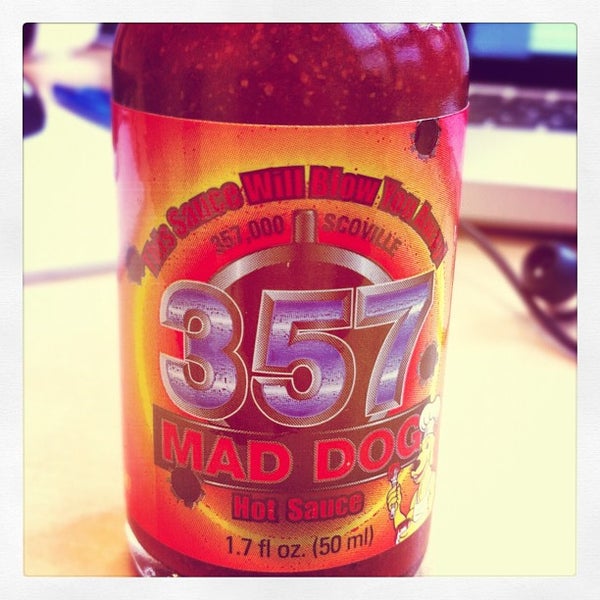 This Sauce Will Blow You Away!
357,000 SCOVILLE
357
MAD DOG
Hot Sauce
1.7 fl oz. (50 ml)